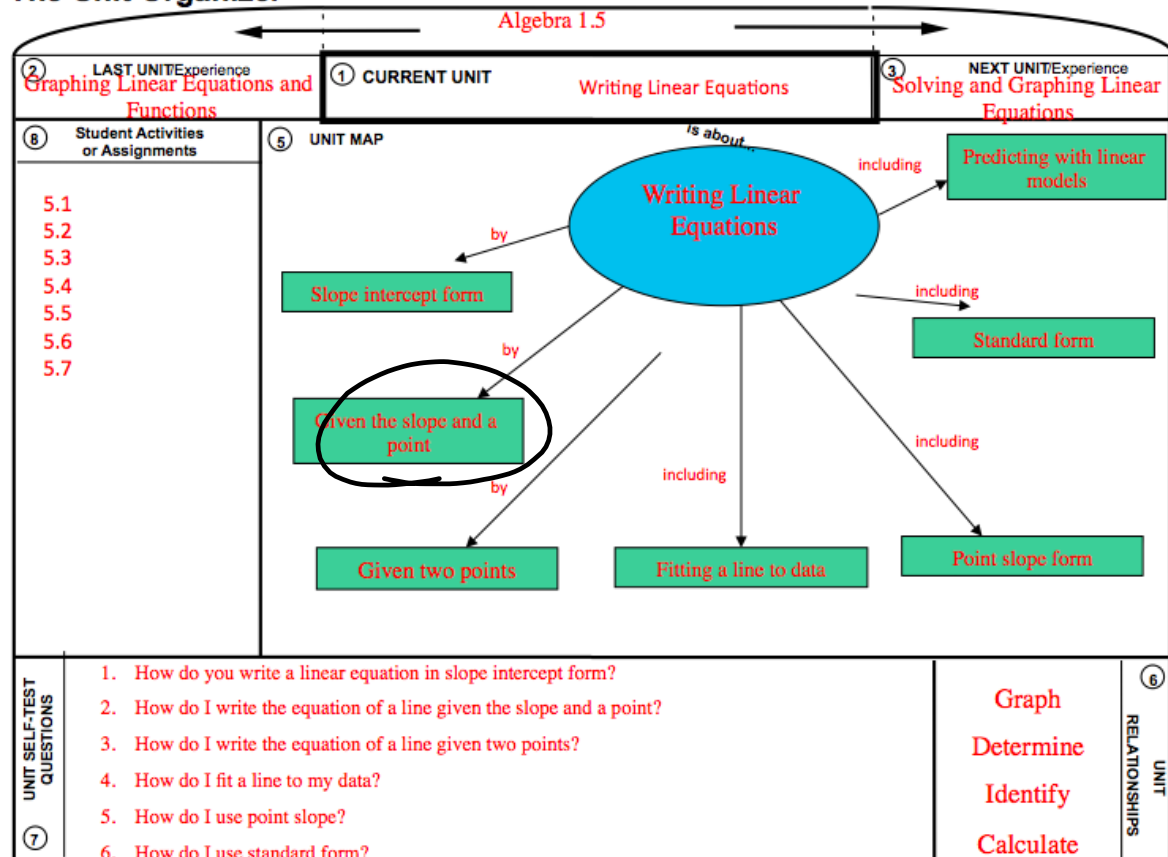 The Unit Organizer
Algebra 1.5
2 LAST UNIT/Experience
Graphing Linear Equations and
Functions
1 CURRENT UNIT
Writing Linear Equations
3 NEXT UNIT/Experience
Solving and Graphing Linear
Equations
8 Student Activities
or Assignments
5.1
5.2
5.3
5.4
5.5
5.6
5.7
5 UNIT MAP
is about...
Writing Linear
Equations
including
Predicting with linear
models
by
Slope intercept form
including
Standard form
by
Given the slope and a
point
including
including
by
Given two points
Fitting a line to data
Point slope form
UNIT SELF-TEST
QUESTIONS
7
1. How do you write a linear equation in slope intercept form?
2. How do I write the equation of a line given the slope and a point?
3. How do I write the equation of a line given two points?
4. How do I fit a line to my data?
5. How do I use point slope?
6. How do I use standard form?
Graph
Determine
Identify
Calculate
6
UNIT
RELATIONSHIPS